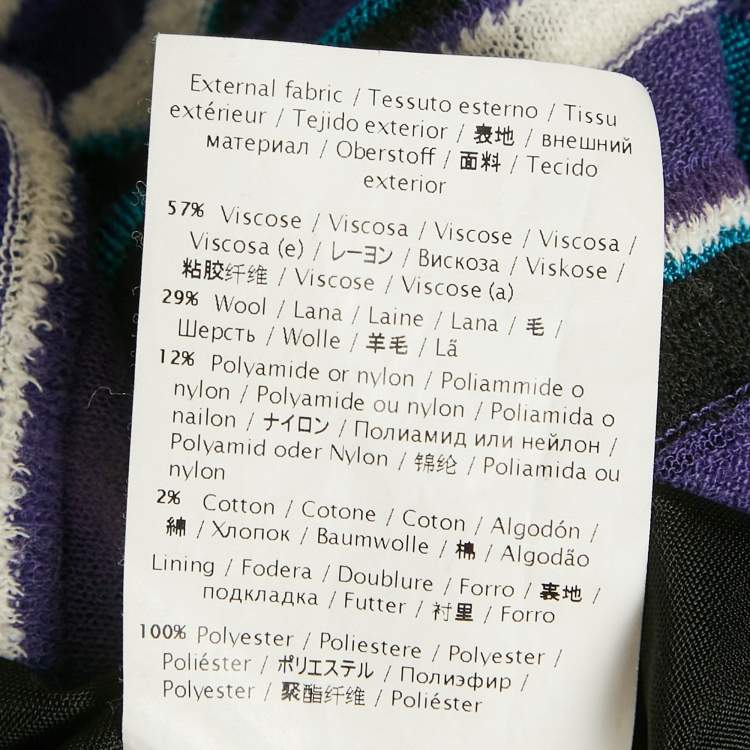 External fabric / Tessuto esterno / Tissu
extérieur / Tejido exterior / 表地 / внешний
материал / Oberstoff / 面料 / Tecido
exterior
57% Viscose / Viscosa / Viscose / Viscosa /
Viscosa (e) / レーヨン / Вискоза / Viskose /
粘胶纤维 / Viscose / Viscose (a)
29% Wool / Lana / Laine / Lana / 毛 /
Шерсть / Wolle / 羊毛 / Lã
12% Polyamide or nylon / Poliammide o
nylon / Polyamide ou nylon / Poliamida o
nailon / ナイロン / Полиамид или нейлон /
Polyamid oder Nylon / 锦纶 / Poliamida ou
nylon
2% Cotton / Cotone / Coton / Algodón /
綿 / Хлопок / Baumwolle / 棉 / Algodão
Lining / Fodera / Doublure / Forro / 裏地 /
подкладка / Futter / 衬里 / Forro
100% Polyester / Poliestere / Polyester /
Poliéster / ポリエステル / Полиэфир /
Polyester / 聚酯纤维 / Poliéster